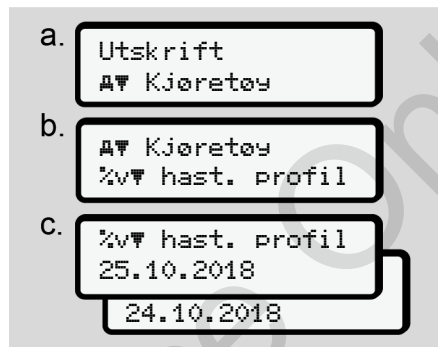 a.
Utskrift
⛟▼ Kjøretøy
b.
⛟▼ Kjøretøy
%v▼ hast. profil
c.
%v▼ hast. profil
25.10.2018
24.10.2018